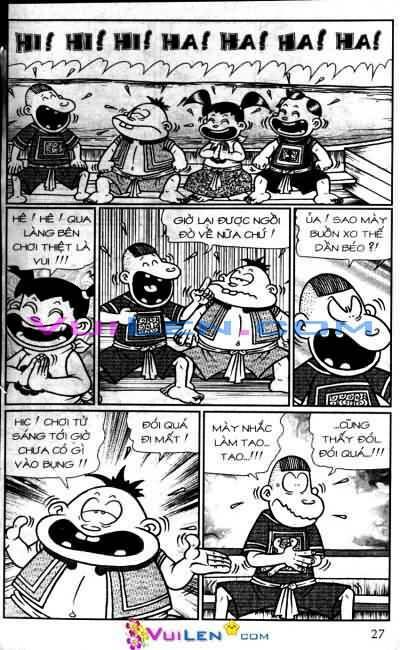 HI! HI! HI! HA! HA! HA! HA!
HÊ! HÊ! QUA
LÀNG BÊN
CHƠI THIỆT LÀ
VUI !!!
GIỜ LẠI ĐƯỢC NGỒI
ĐÒ VỀ NỮA CHỨ!
ỦA! SAO MÀY
BUỒN XO THẾ
DẦN BÉO ?!
VUILEN.COM
HIC! CHƠI TỪ
SÁNG TỚI GIỜ
CHƯA CÓ GÌ
VÀO BỤNG !!
ĐÓI QUÁ
ĐI MẤT!
MÀY NHẮC
LÀM TAO...
TAO...!!!
...CŨNG
THẤY ĐÓI,
ĐÓI QUÁ...!!!
27
VUILEN.COM